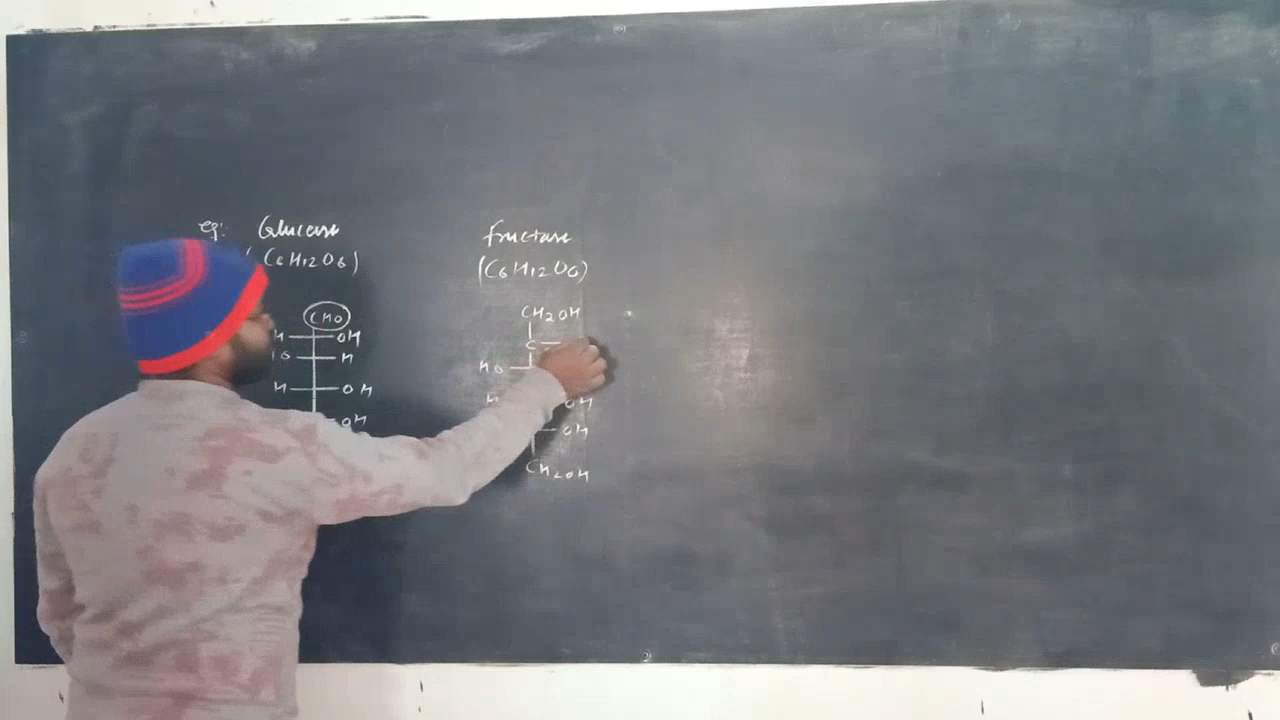 eg:- Glucose
(C6H12O6)
CHO
H OH
HO H
H OH
OH
fructose
(C6H12O6)
CH2OH
C
HO
H OH
OH
CH2OH